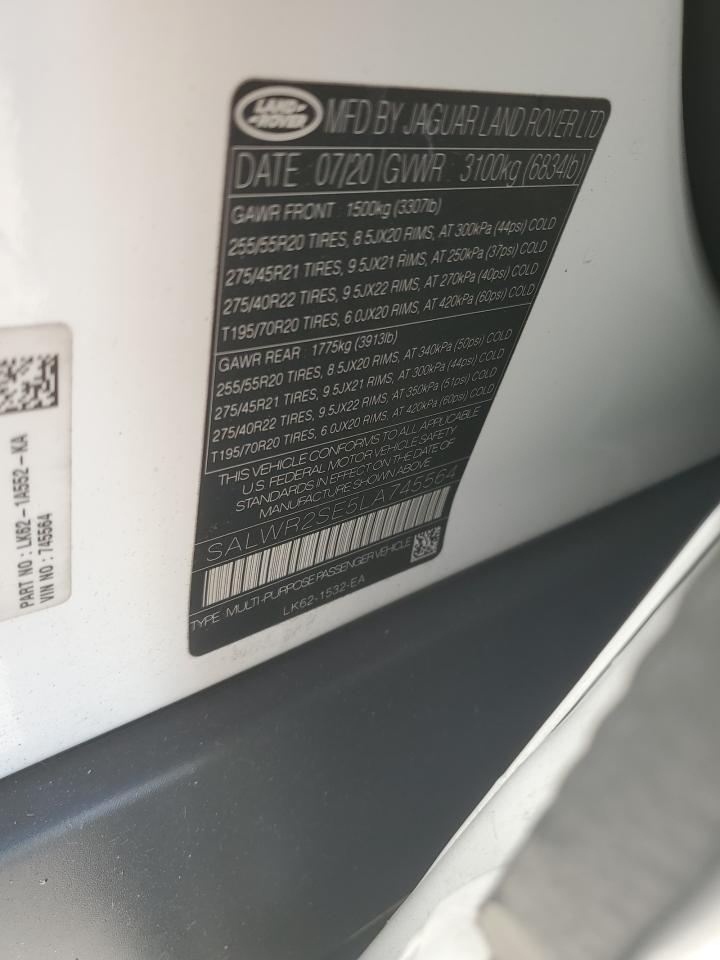 LAND ROVER
MFD BY JAGUAR LAND ROVER LTD
DATE 07/20 GVWR : 3100kg (6834lb)
GAWR FRONT : 1500kg (3307lb)
255/55R20 TIRES, 8.5JX20 RIMS, AT 300kPa (44psi) COLD
275/45R21 TIRES, 9.5JX21 RIMS, AT 250kPa (37psi) COLD
275/40R22 TIRES, 9.5JX22 RIMS, AT 270kPa (40psi) COLD
T195/70R20 TIRES, 6.0JX20 RIMS, AT 420kPa (60psi) COLD
GAWR REAR : 1775kg (3913lb)
255/55R20 TIRES, 8.5JX20 RIMS, AT 340kPa (50psi) COLD
275/45R21 TIRES, 9.5JX21 RIMS, AT 300kPa (44psi) COLD
275/40R22 TIRES, 9.5JX22 RIMS, AT 350kPa (51psi) COLD
T195/70R20 TIRES, 6.0JX20 RIMS, AT 420kPa (60psi) COLD
THIS VEHICLE CONFORMS TO ALL APPLICABLE
U.S. FEDERAL MOTOR VEHICLE SAFETY
STANDARDS IN EFFECT ON THE DATE OF
MANUFACTURE SHOWN ABOVE
SALWR2SE5LA745564
TYPE : MULTI-PURPOSE PASSENGER VEHICLE
LK62-1532-EA
PART NO : LK62-1A552-KA
VIN NO : 745564